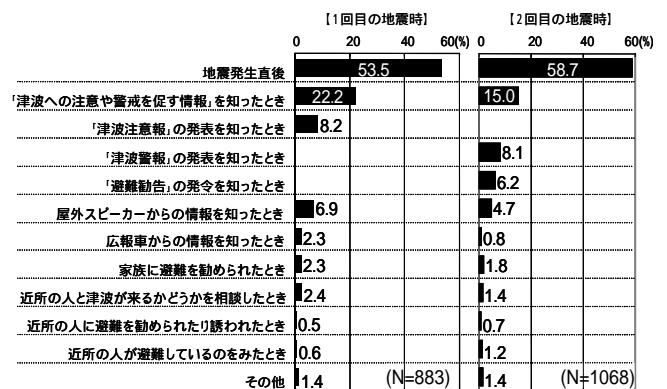 【1回目の地震時】 【2回目の地震時】
0 20 40 60(%) 0 20 40 60(%)
地震発生直後 53.5 58.7
「津波への注意や警戒を促す情報」を知ったとき 22.2 15.0
「津波注意報」の発表を知ったとき 8.2
「津波警報」の発表を知ったとき 8.1
「避難勧告」の発令を知ったとき 6.2
屋外スピーカーからの情報を知ったとき 6.9 4.7
広報車からの情報を知ったとき 2.3 0.8
家族に避難を勧められたとき 2.3 1.8
近所の人と津波が来るかどうかを相談したとき 2.4 1.4
近所の人に避難を勧められたり誘われたとき 0.5 0.7
近所の人が避難しているのをみたとき 0.6 1.2
その他 1.4 (N=883) 1.4 (N=1068)